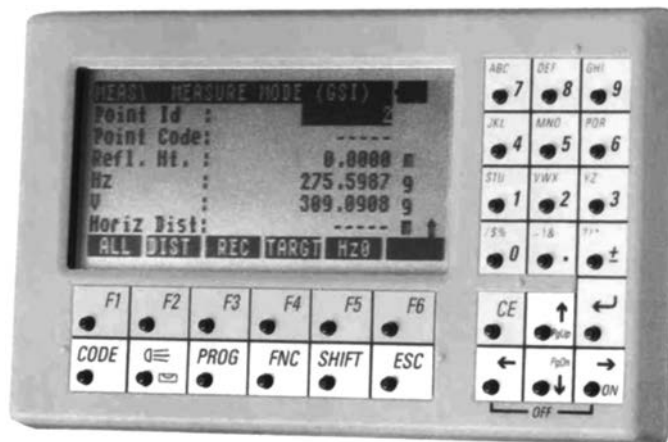 MEAS\ MEASURE MODE (GSI)
Point Id : 2
Point Code: -----
Refl. Ht. : 0.0000 m
Hz : 275.5987 g
V : 309.0908 g
Horiz Dist: ----- m ↑
ALL DIST REC TARGT Hz0
F1 F2 F3 F4 F5 F6
CODE PROG FNC SHIFT ESC
ABC 7 DEF 8 GHI 9
JKL 4 MNO 5 PQR 6
STU 1 VWX 2 YZ 3
/$% 0 . ±
CE ↑ PgUp ↵
← PgDn ↓ → ON
OFF